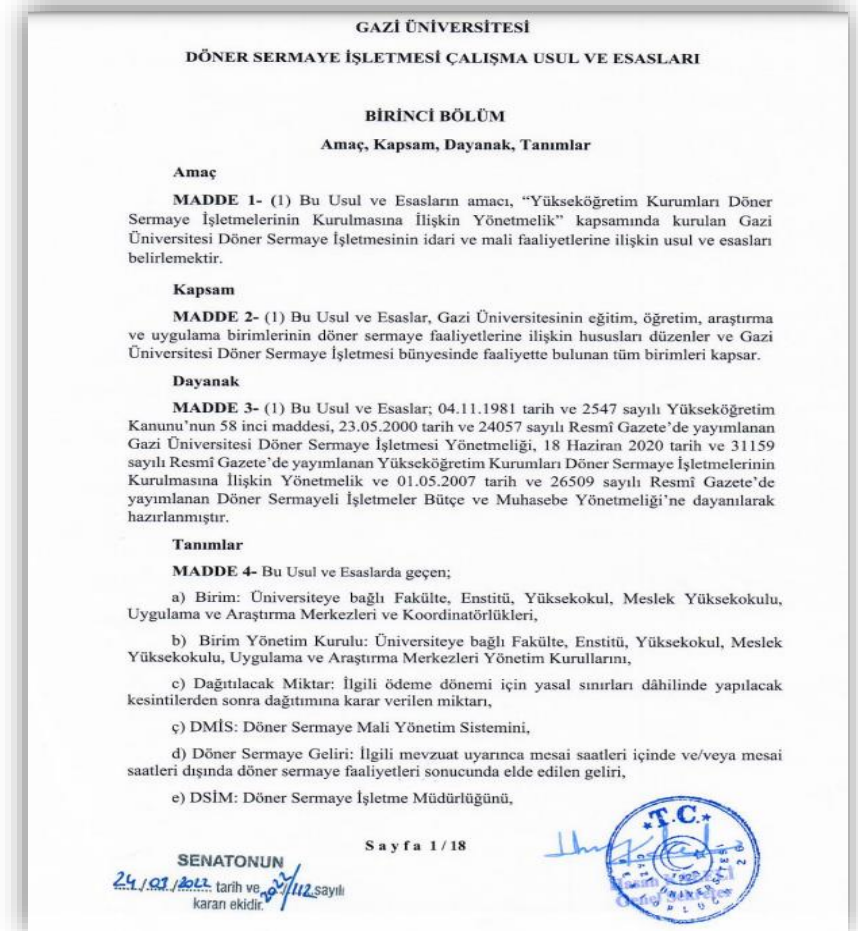 GAZİ ÜNİVERSİTESİ
DÖNER SERMAYE İŞLETMESİ ÇALIŞMA USUL VE ESASLARI
BİRİNCİ BÖLÜM
Amaç, Kapsam, Dayanak, Tanımlar
Amaç
MADDE 1- (1) Bu Usul ve Esasların amacı, “Yükseköğretim Kurumları Döner
Sermaye İşletmelerinin Kurulmasına İlişkin Yönetmelik” kapsamında kurulan Gazi
Üniversitesi Döner Sermaye İşletmesinin idari ve mali faaliyetlerine ilişkin usul ve esasları
belirlemektir.
Kapsam
MADDE 2- (1) Bu Usul ve Esaslar, Gazi Üniversitesinin eğitim, öğretim, araştırma
ve uygulama birimlerinin döner sermaye faaliyetlerine ilişkin hususları düzenler ve Gazi
Üniversitesi Döner Sermaye İşletmesi bünyesinde faaliyette bulunan tüm birimleri kapsar.
Dayanak
MADDE 3- (1) Bu Usul ve Esaslar; 04.11.1981 tarih ve 2547 sayılı Yükseköğretim
Kanunu’nun 58 inci maddesi, 23.05.2000 tarih ve 24057 sayılı Resmî Gazete’de yayımlanan
Gazi Üniversitesi Döner Sermaye İşletmesi Yönetmeliği, 18 Haziran 2020 tarih ve 31159
sayılı Resmî Gazete’de yayımlanan Yükseköğretim Kurumları Döner Sermaye İşletmelerinin
Kurulmasına İlişkin Yönetmelik ve 01.05.2007 tarih ve 26509 sayılı Resmî Gazete’de
yayımlanan Döner Sermayeli İşletmeler Bütçe ve Muhasebe Yönetmeliği’ne dayanılarak
hazırlanmıştır.
Tanımlar
MADDE 4- Bu Usul ve Esaslarda geçen;
a) Birim: Üniversiteye bağlı Fakülte, Enstitü, Yüksekokul, Meslek Yüksekokulu,
Uygulama ve Araştırma Merkezleri ve Koordinatörlükleri,
b) Birim Yönetim Kurulu: Üniversiteye bağlı Fakülte, Enstitü, Yüksekokul, Meslek
Yüksekokulu, Uygulama ve Araştırma Merkezleri Yönetim Kurullarını,
c) Dağıtılacak Miktar: İlgili ödeme dönemi için yasal sınırları dâhilinde yapılacak
kesintilerden sonra dağıtımına karar verilen miktarı,
ç) DMİS: Döner Sermaye Mali Yönetim Sistemini,
d) Döner Sermaye Geliri: İlgili mevzuat uyarınca mesai saatleri içinde ve/veya mesai
saatleri dışında döner sermaye faaliyetleri sonucunda elde edilen geliri,
e) DSİM: Döner Sermaye İşletme Müdürlüğünü,
Sayfa 1/18
SENATONUN
24/03/2022 tarih ve 2022/112 sayılı
kararı ekidir.
T.C.
Genel Sekreter